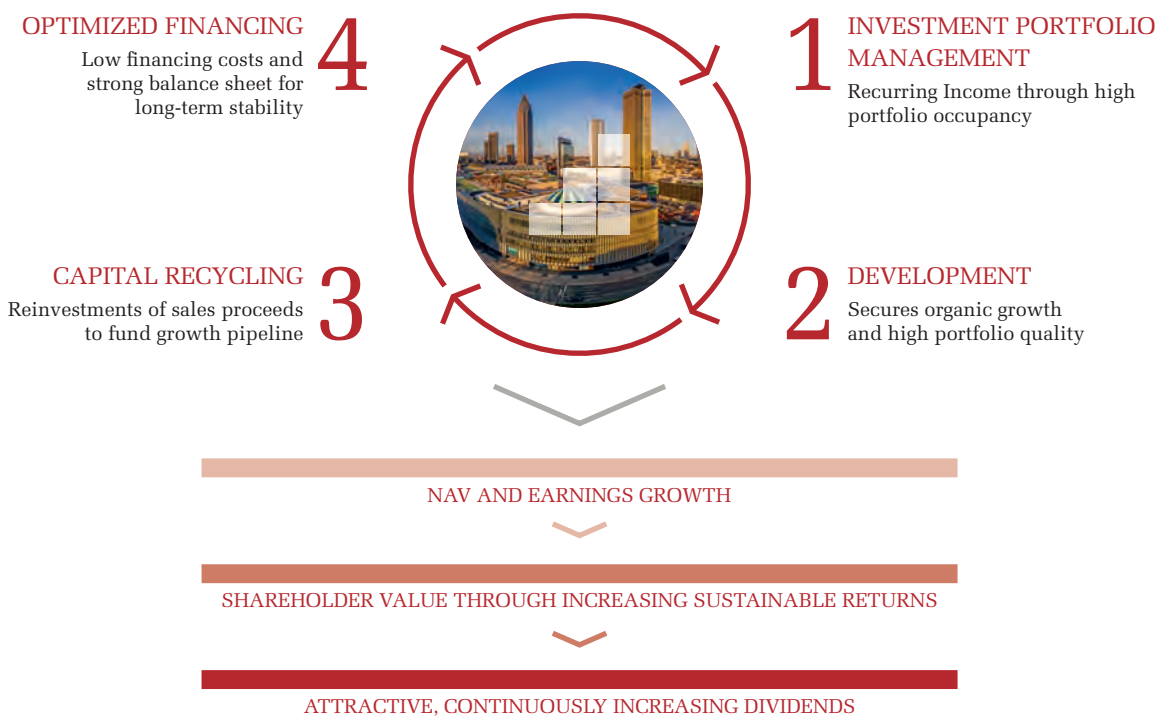 OPTIMIZED FINANCING
4
Low financing costs and
strong balance sheet for
long-term stability
1
INVESTMENT PORTFOLIO
MANAGEMENT
Recurring Income through high
portfolio occupancy
CAPITAL RECYCLING
3
Reinvestments of sales proceeds
to fund growth pipeline
2
DEVELOPMENT
Secures organic growth
and high portfolio quality
NAV AND EARNINGS GROWTH
SHAREHOLDER VALUE THROUGH INCREASING SUSTAINABLE RETURNS
ATTRACTIVE, CONTINUOUSLY INCREASING DIVIDENDS